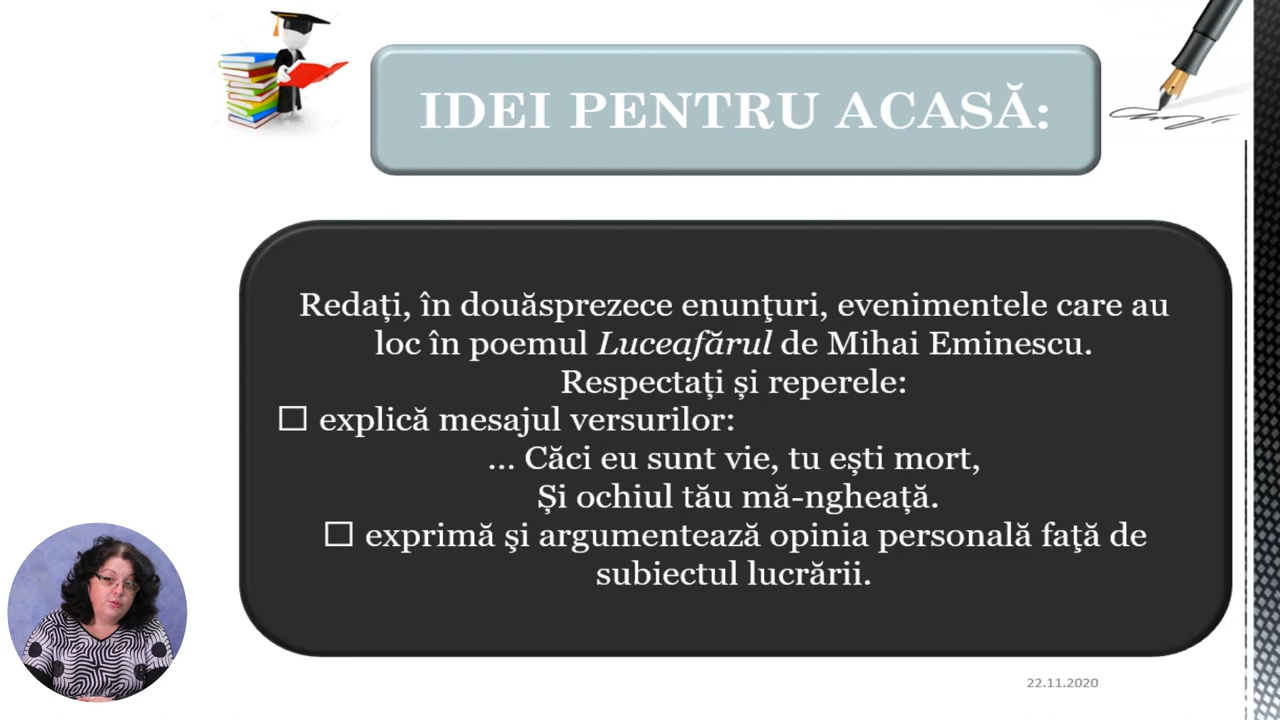 IDEI PENTRU ACASĂ:
Redați, în douăsprezece enunţuri, evenimentele care au
loc în poemul Luceafărul de Mihai Eminescu.
Respectați și reperele:
☐ explică mesajul versurilor:
... Căci eu sunt vie, tu ești mort,
Și ochiul tău mă-ngheață.
☐ exprimă şi argumentează opinia personală faţă de
subiectul lucrării.
22.11.2020